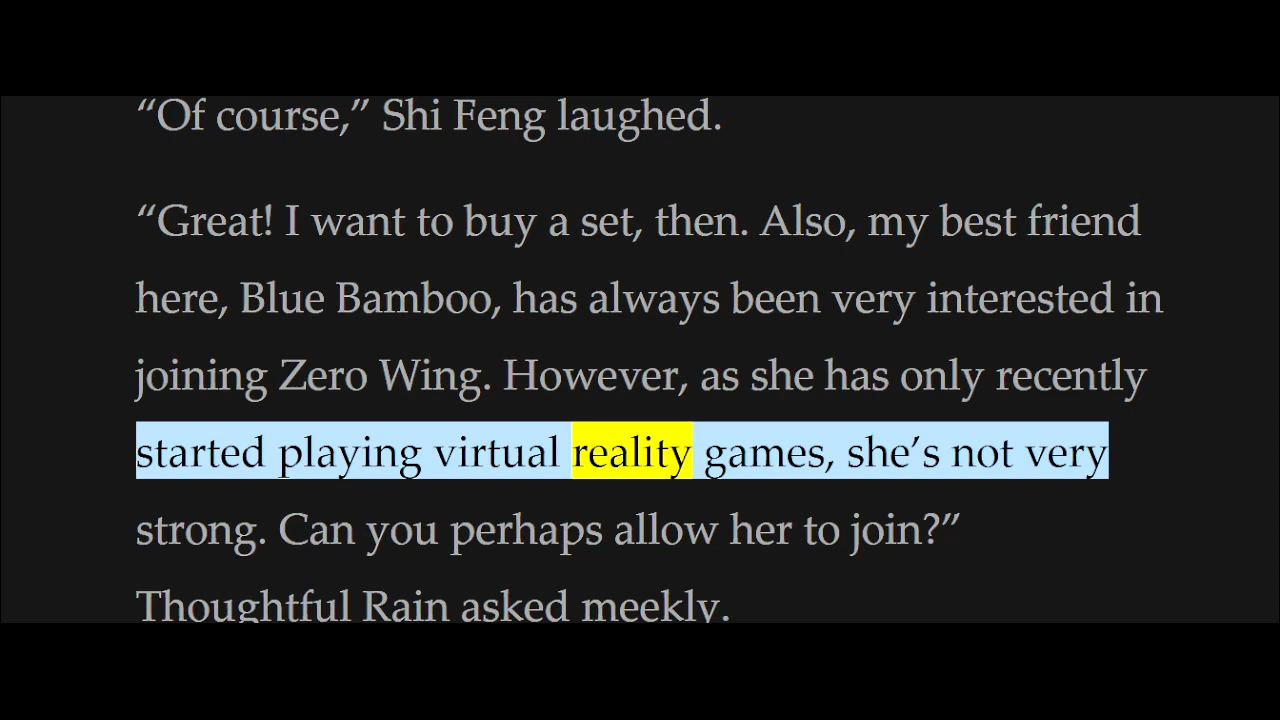 “Of course,” Shi Feng laughed.
“Great! I want to buy a set, then. Also, my best friend
here, Blue Bamboo, has always been very interested in
joining Zero Wing. However, as she has only recently
started playing virtual reality games, she’s not very
strong. Can you perhaps allow her to join?”
Thoughtful Rain asked meekly.